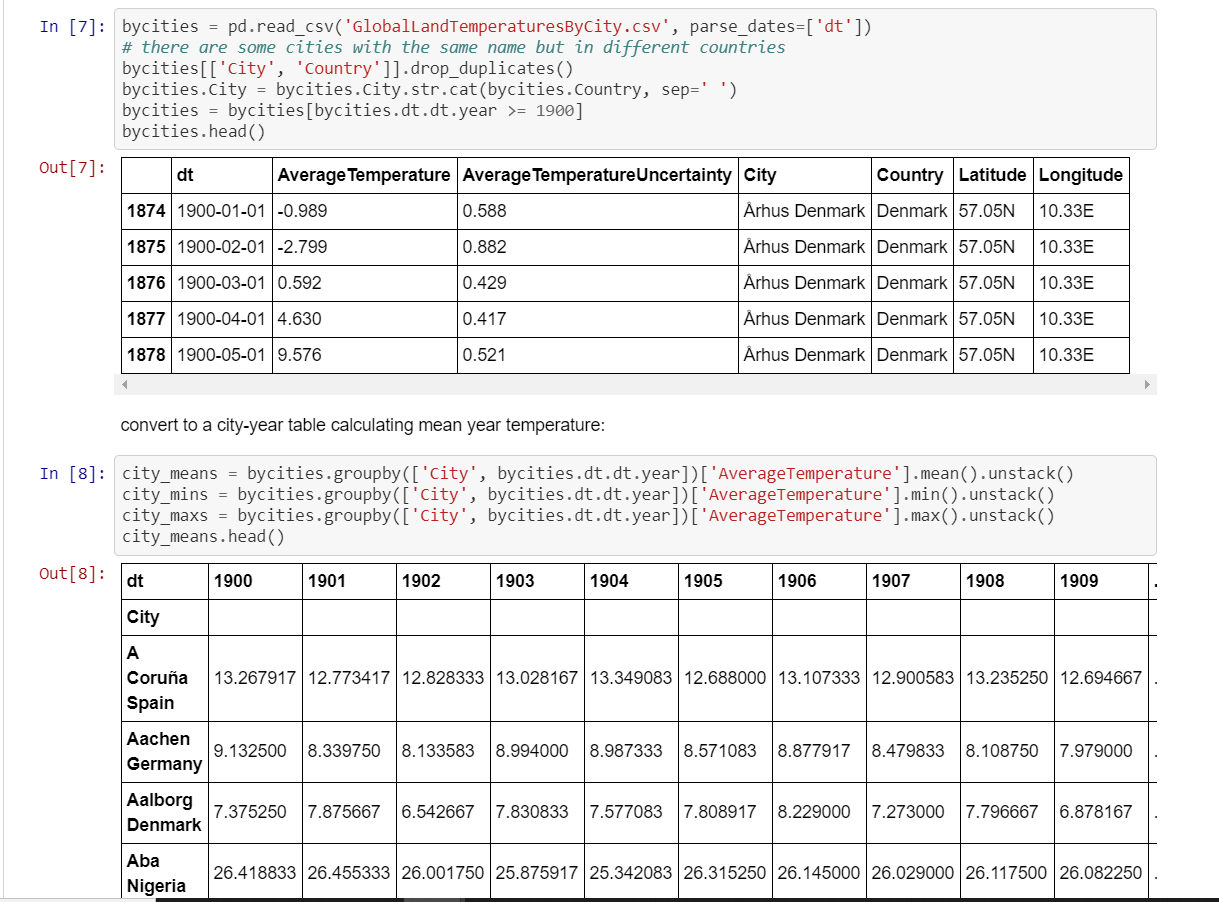 In [7]: bycities = pd.read_csv('GlobalLandTemperaturesByCity.csv', parse_dates=['dt'])
# there are some cities with the same name but in different countries
bycities[['City', 'Country']].drop_duplicates()
bycities.City = bycities.City.str.cat(bycities.Country, sep=' ')
bycities = bycities[bycities.dt.dt.year >= 1900]
bycities.head()
Out[7]:
dt AverageTemperature AverageTemperatureUncertainty City Country Latitude Longitude
1874 1900-01-01 -0.989 0.588 Århus Denmark Denmark 57.05N 10.33E
1875 1900-02-01 -2.799 0.882 Århus Denmark Denmark 57.05N 10.33E
1876 1900-03-01 0.592 0.429 Århus Denmark Denmark 57.05N 10.33E
1877 1900-04-01 4.630 0.417 Århus Denmark Denmark 57.05N 10.33E
1878 1900-05-01 9.576 0.521 Århus Denmark Denmark 57.05N 10.33E
convert to a city-year table calculating mean year temperature:
In [8]: city_means = bycities.groupby(['City', bycities.dt.dt.year])['AverageTemperature'].mean().unstack()
city_mins = bycities.groupby(['City', bycities.dt.dt.year])['AverageTemperature'].min().unstack()
city_maxs = bycities.groupby(['City', bycities.dt.dt.year])['AverageTemperature'].max().unstack()
city_means.head()
Out[8]:
dt 1900 1901 1902 1903 1904 1905 1906 1907 1908 1909 .
City
A
Coruña 13.267917 12.773417 12.828333 13.028167 13.349083 12.688000 13.107333 12.900583 13.235250 12.694667 .
Spain
Aachen
Germany 9.132500 8.339750 8.133583 8.994000 8.987333 8.571083 8.877917 8.479833 8.108750 7.979000 .
Aalborg
Denmark 7.375250 7.875667 6.542667 7.830833 7.577083 7.808917 8.229000 7.273000 7.796667 6.878167 .
Aba
Nigeria 26.418833 26.455333 26.001750 25.875917 25.342083 26.315250 26.145000 26.029000 26.117500 26.082250 .